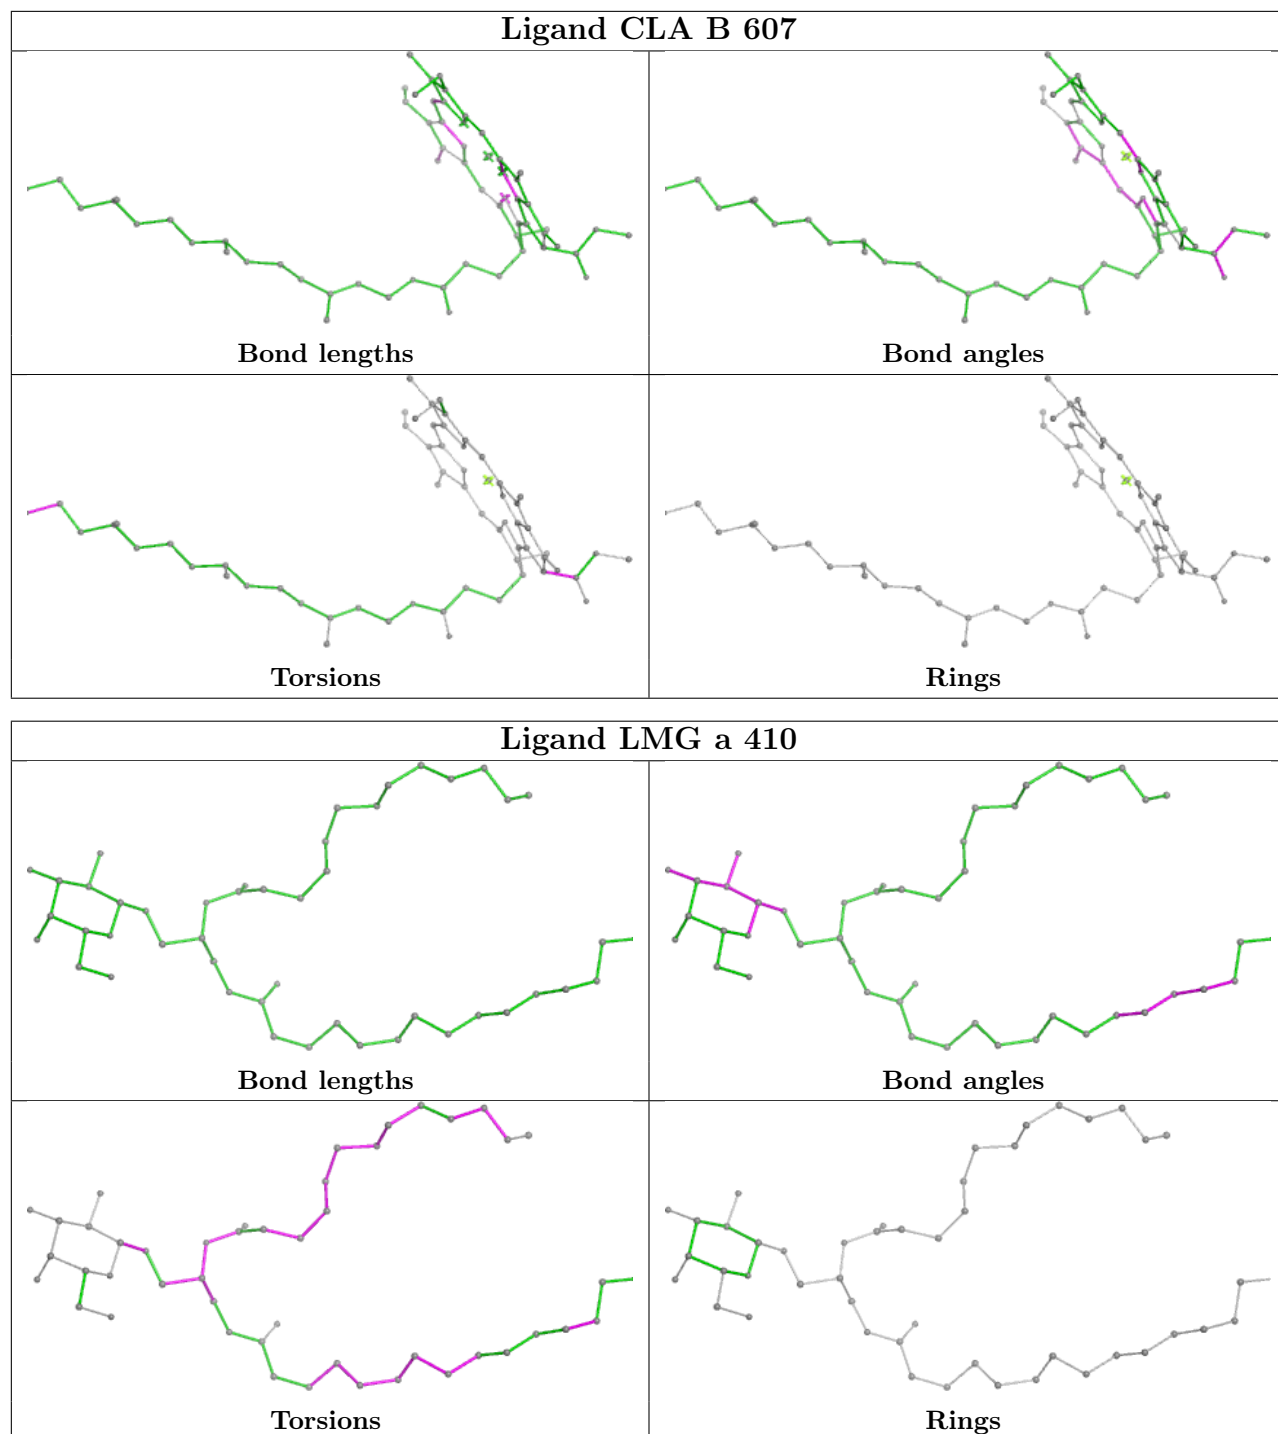 Ligand CLA B 607
Bond lengths
Bond angles
Torsions
Rings
Ligand LMG a 410
Bond lengths
Bond angles
Torsions
Rings